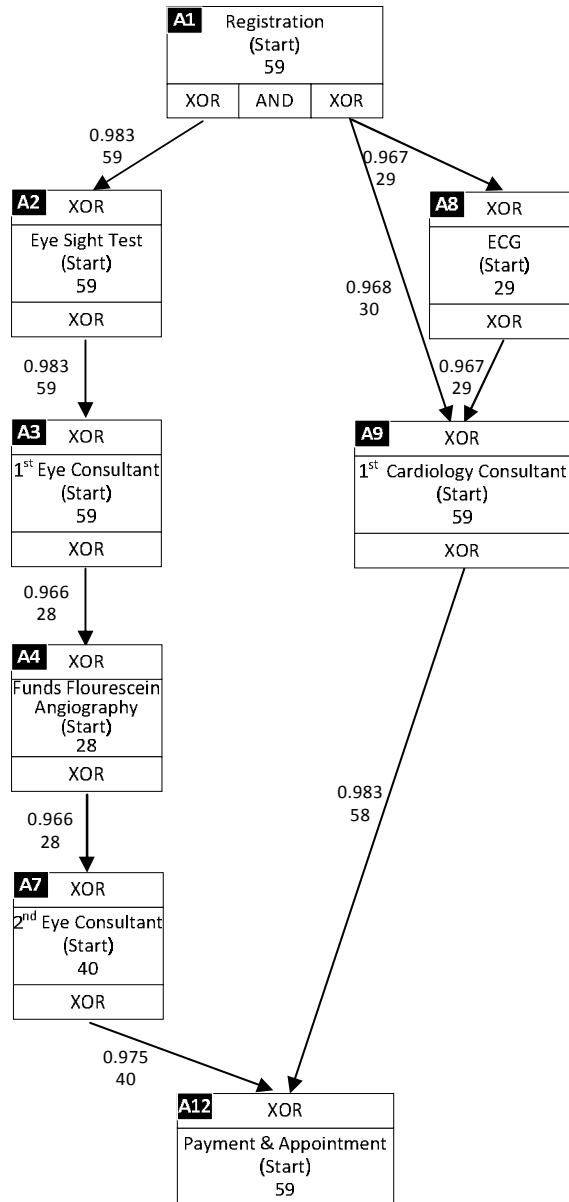 A1 Registration
(Start)
59
XOR AND XOR
0.983
59
0.967
29
A2 XOR
Eye Sight Test
(Start)
59
XOR
A8 XOR
ECG
(Start)
29
XOR
0.968
30
0.983
59
0.967
29
A3 XOR
1st Eye Consultant
(Start)
59
XOR
A9 XOR
1st Cardiology Consultant
(Start)
59
XOR
0.966
28
A4 XOR
Funds Flourescein
Angiography
(Start)
28
XOR
0.966
28
0.983
58
A7 XOR
2nd Eye Consultant
(Start)
40
XOR
0.975
40
A12 XOR
Payment & Appointment
(Start)
59